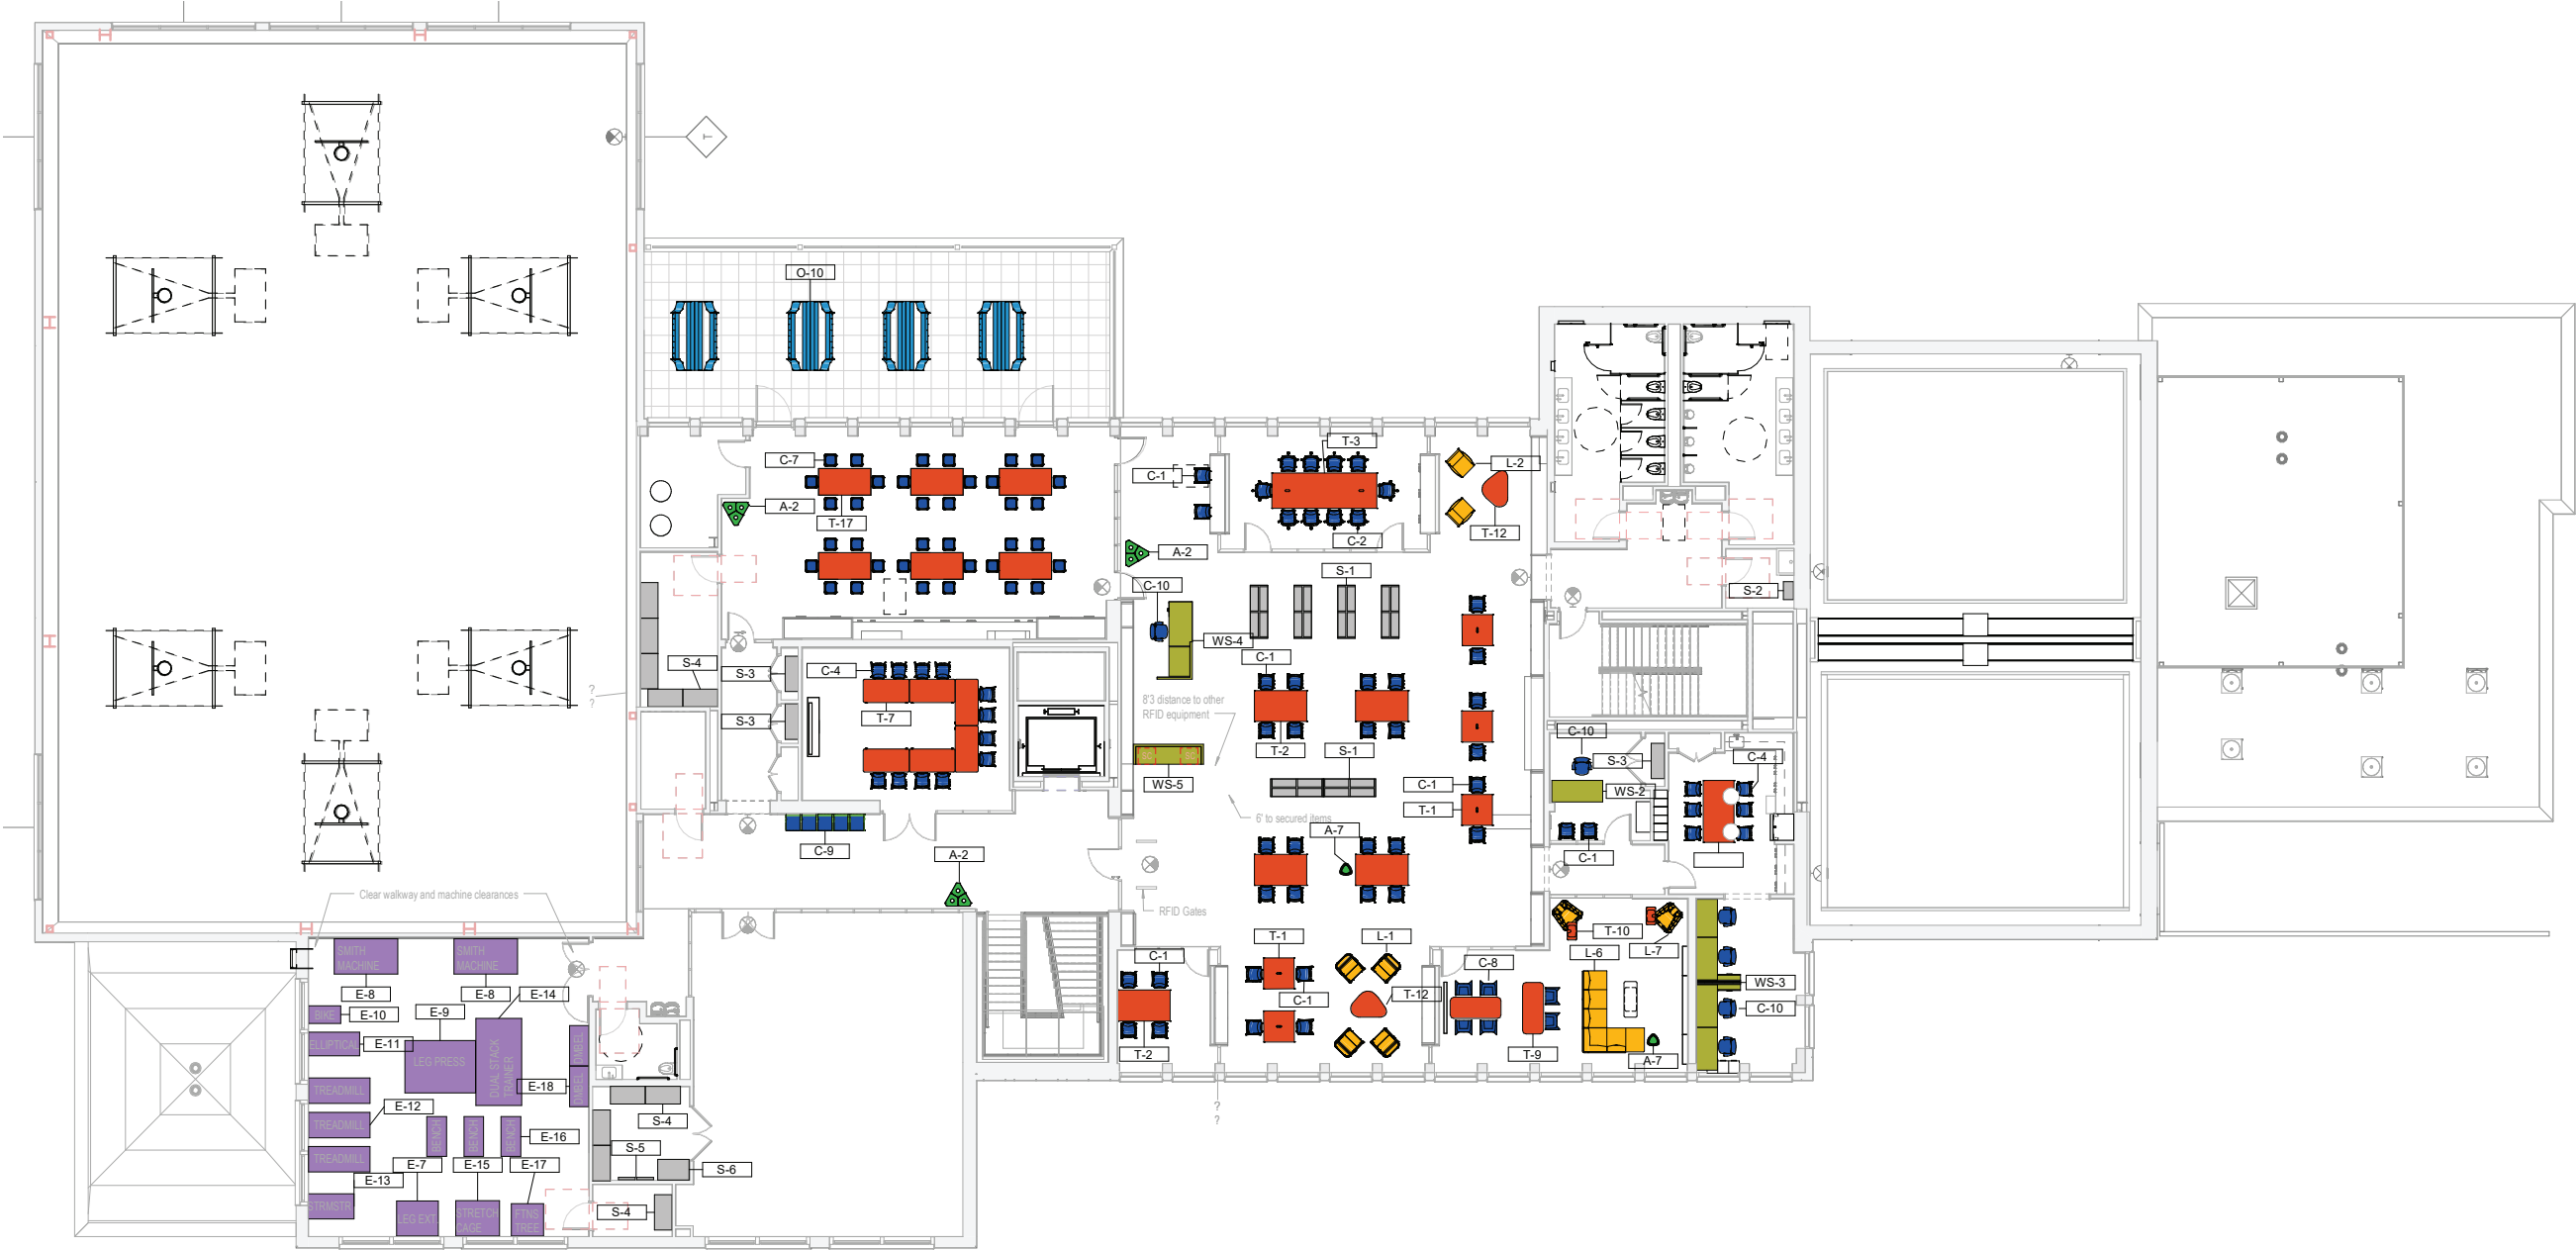 T
O-10
C-7
A-2
T-17
C-1
T-3
L-2
T-12
C-2
A-2
C-10
S-1
S-2
WS-4
C-1
S-4
S-3
C-4
T-7
S-3
8'3 distance to other
RFID equipment
T-2
S-1
WS-5
C-10
S-3
C-4
WS-2
C-1
T-1
6' to secured items
A-7
C-9
A-2
C-1
RFID Gates
?
?
Clear walkway and machine clearances
SMITH
MACHINE
SMITH
MACHINE
E-8
E-8
E-14
E-9
BIKE
E-10
ELLIPTICAL
E-11
LEG PRESS
DUAL STACK
TRAINER
DMBEL
DMBEL
E-18
TREADMILL
E-12
TREADMILL
TREADMILL
BENCH
BENCH
BENCH
E-16
E-7
E-15
E-17
E-13
STRMSTR
LEG EXT.
STRETCH
CAGE
FTNS
TREE
S-4
S-5
S-6
S-4
C-1
T-2
T-1
C-1
L-1
T-12
C-8
T-9
L-6
T-10
L-7
A-7
WS-3
C-10
?
?